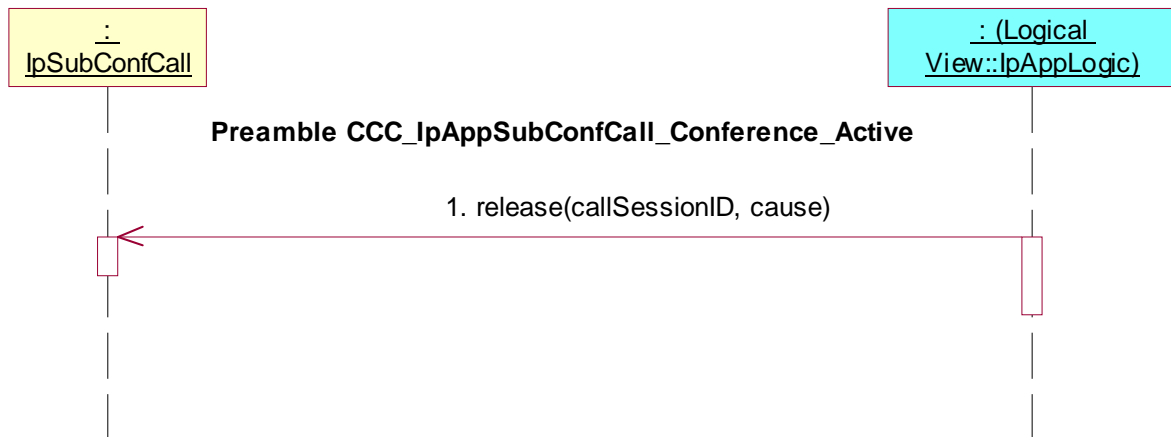 :
IpSubConfCall
: (Logical
View::IpAppLogic)
Preamble CCC_IpAppSubConfCall_Conference_Active
1. release(callSessionID, cause)